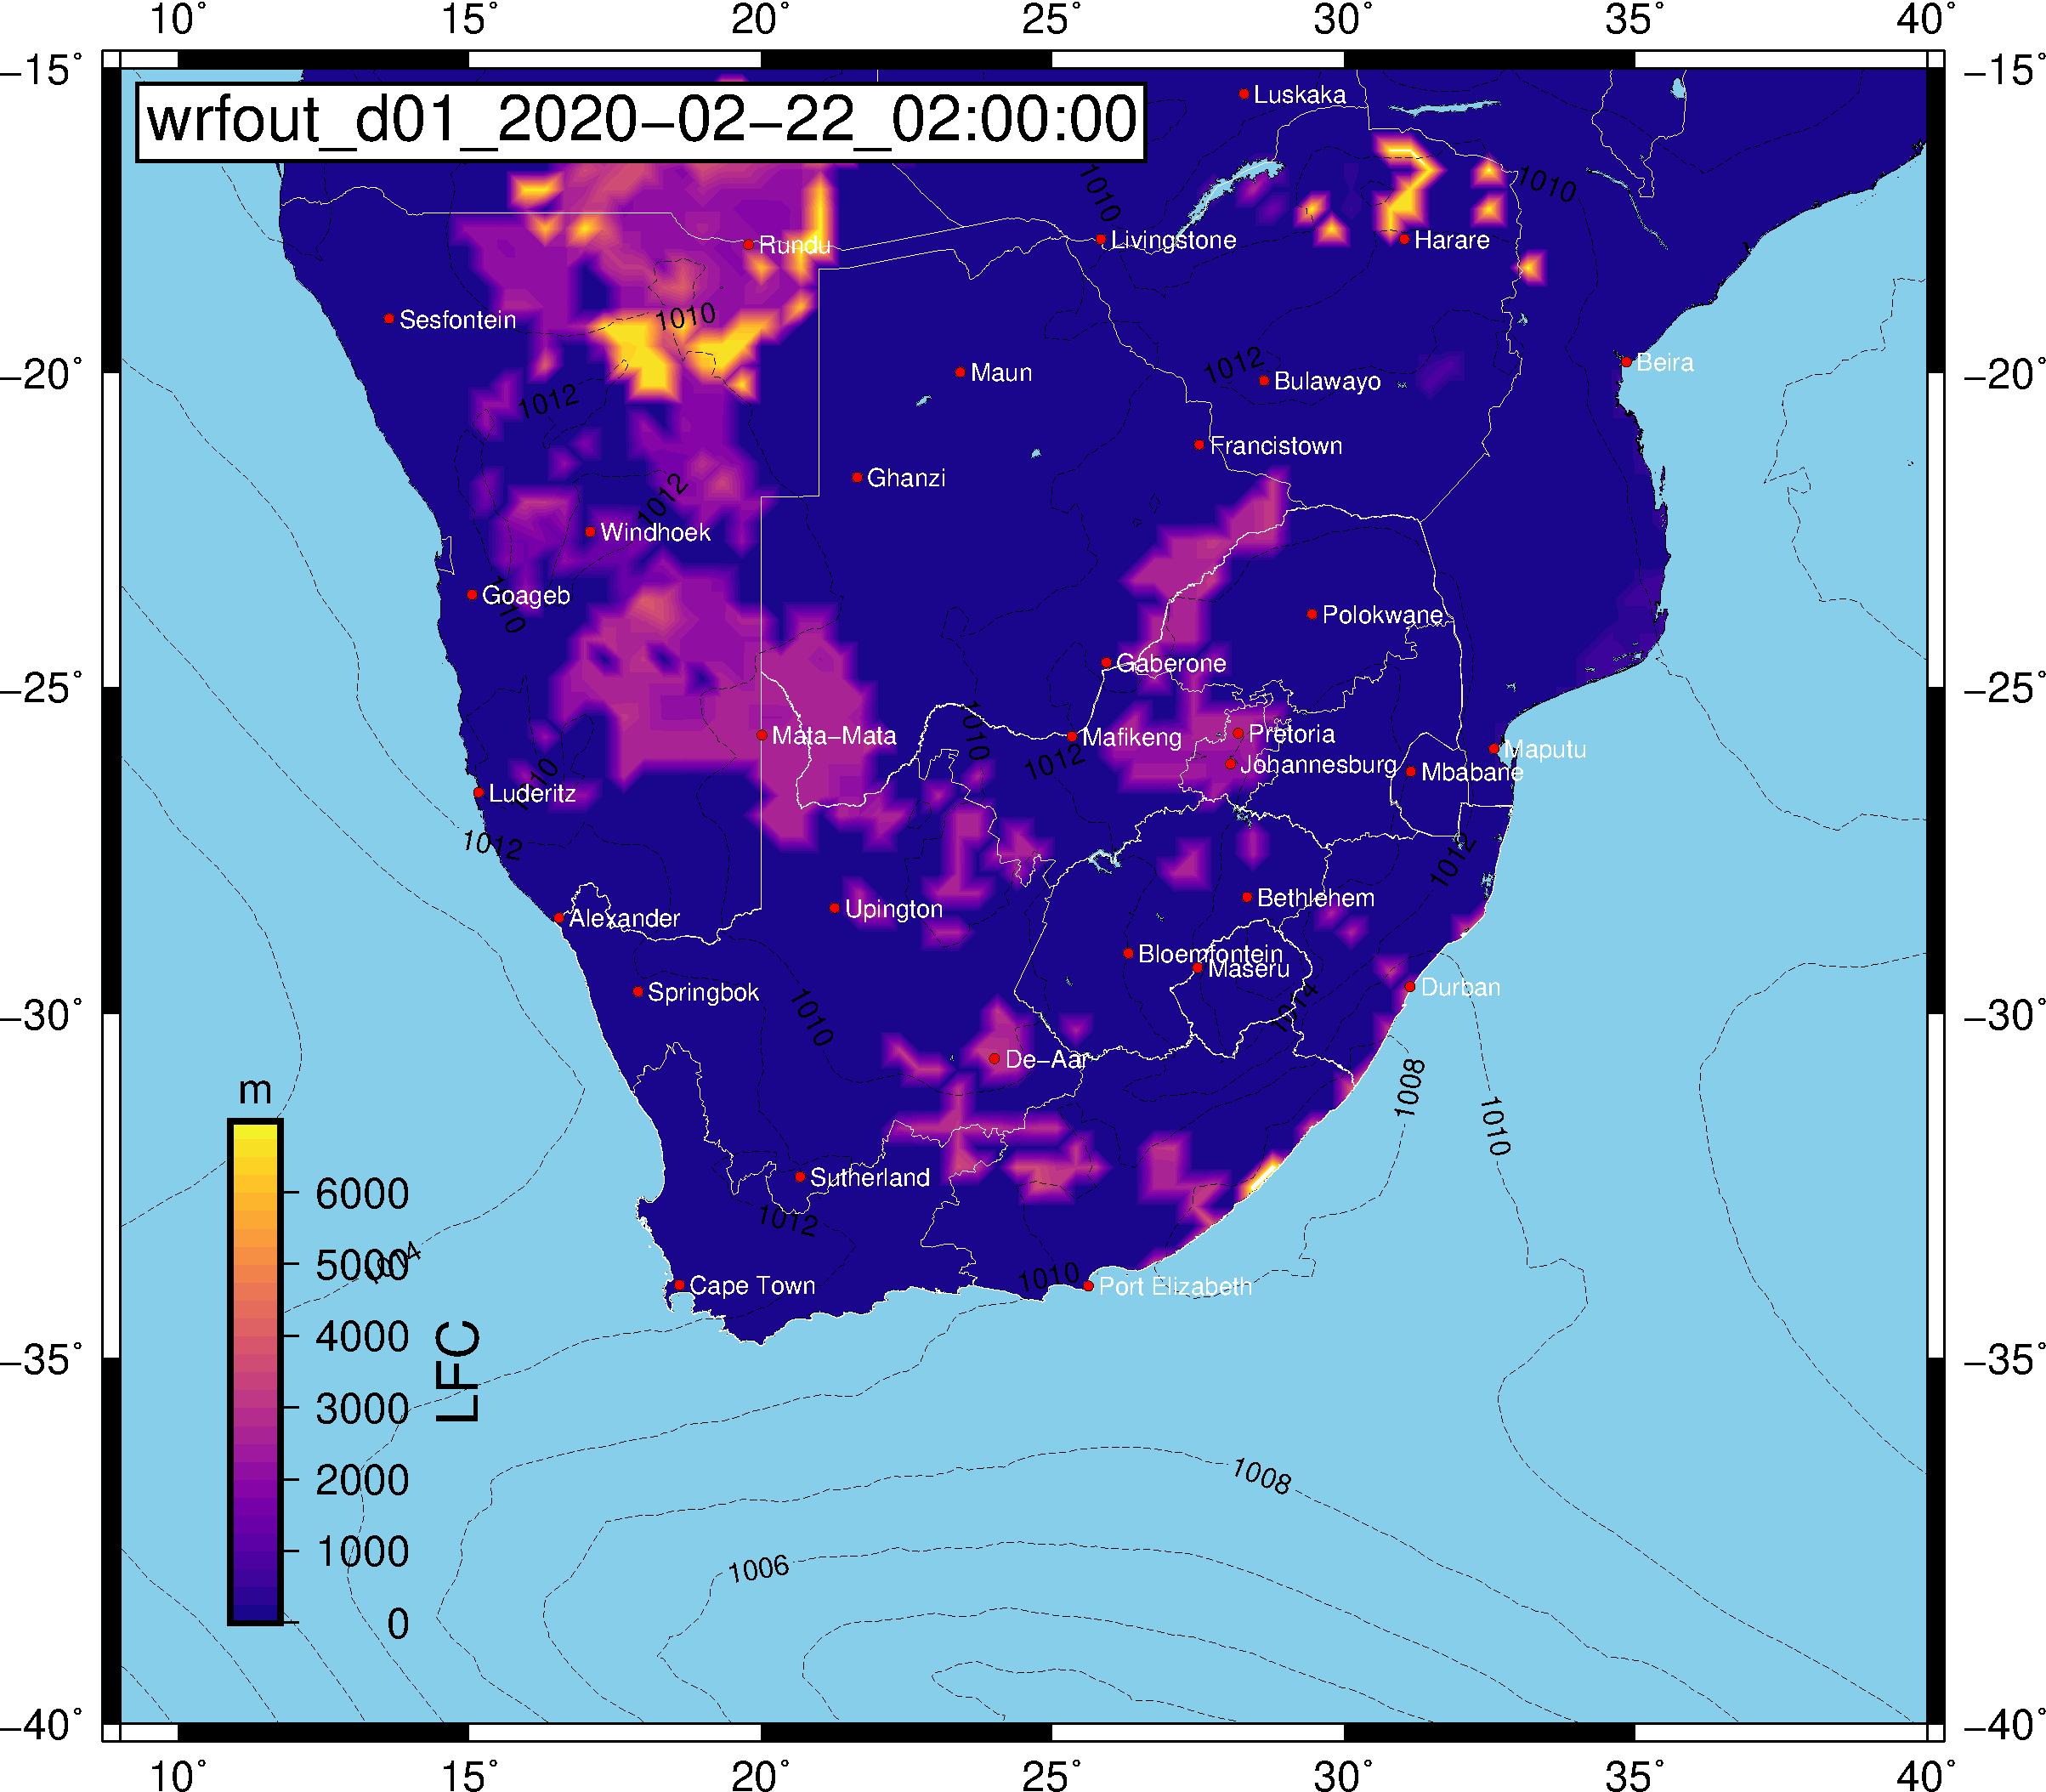 10° 15° 20° 25° 30° 35° 40°
−15° −15°
wrfout_d01_2020−02−22_02:00:00
Luskaka
1010
1010
Rundu
Livingstone
Harare
Sesfontein
1010
Maun
1012
Bulawayo
Beira
1012
Francistown
−20° −20°
Ghanzi
1012
Windhoek
Goageb
1010
Polokwane
Gaberone
−25° −25°
Mata−Mata
1010
Mafikeng
1012
Pretoria
Johannesburg
Maputu
Mbabane
1010
Luderitz
1012
1012
Upington
Bethlehem
Alexander
Bloemfontein
Maseru
Springbok
1010
1014
Durban
−30° −30°
De−Aar
1008
1010
Sutherland
1012
1014
Cape Town
1010
Port Elizabeth
−35° −35°
1008
1006
m
6000
5000
4000
3000
2000
1000
0
LFC
−40° −40°
10° 15° 20° 25° 30° 35° 40°